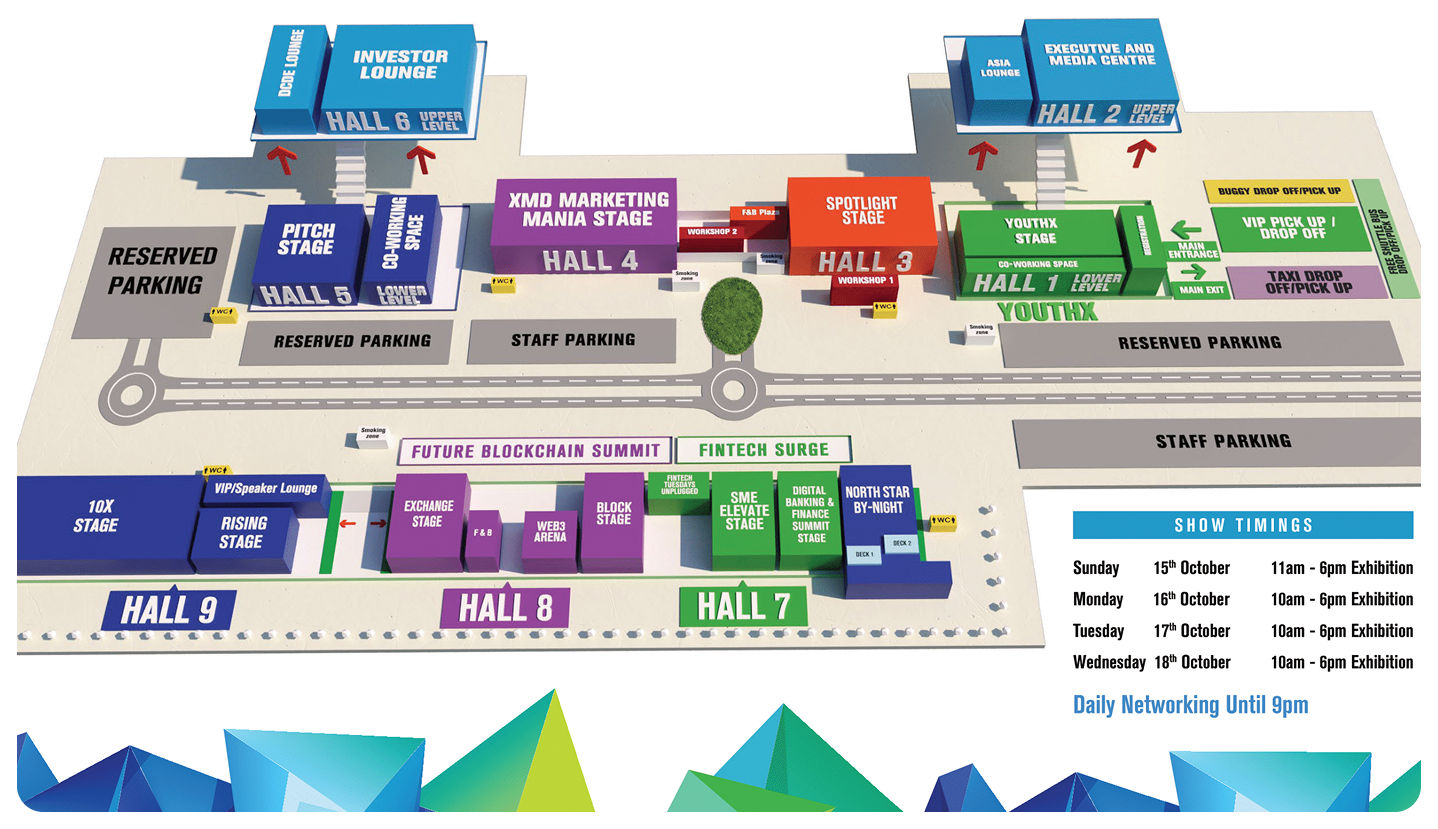 DCDE LOUNGE
INVESTOR
LOUNGE
HALL 6 UPPER
LEVEL
ASIA
LOUNGE
EXECUTIVE AND
MEDIA CENTRE
HALL 2 UPPER
LEVEL
RESERVED
PARKING
PITCH
STAGE
CO-WORKING
SPACE
HALL 5 LOWER
LEVEL
XMD MARKETING
MANIA STAGE
HALL 4
F&B Plaza
WORKSHOP 2
SPOTLIGHT
STAGE
HALL 3
WORKSHOP 1
YOUTHX
STAGE
CO-WORKING SPACE
HALL 1 LOWER
LEVEL
REGISTRATION
YOUTHX
MAIN
ENTRANCE
MAIN EXIT
BUGGY DROP OFF/PICK UP
VIP PICK UP /
DROP OFF
TAXI DROP
OFF/PICK UP
FREE SHUTTLE BUS
DROP OFF/PICK UP
WC
WC
WC
Smoking
zone
Smoking
zone
Smoking
zone
RESERVED PARKING
STAFF PARKING
RESERVED PARKING
STAFF PARKING
Smoking
zone
FUTURE BLOCKCHAIN SUMMIT
FINTECH SURGE
WC
10X
STAGE
VIP/Speaker Lounge
RISING
STAGE
EXCHANGE
STAGE
F & B
WEB3
ARENA
BLOCK
STAGE
FINTECH
TUESDAYS
UNPLUGGED
SME
ELEVATE
STAGE
DIGITAL
BANKING &
FINANCE
SUMMIT
STAGE
NORTH STAR
BY-NIGHT
DECK 1
DECK 2
WC
HALL 9
HALL 8
HALL 7
SHOW TIMINGS
Sunday 15th October 11am - 6pm Exhibition
Monday 16th October 10am - 6pm Exhibition
Tuesday 17th October 10am - 6pm Exhibition
Wednesday 18th October 10am - 6pm Exhibition
Daily Networking Until 9pm